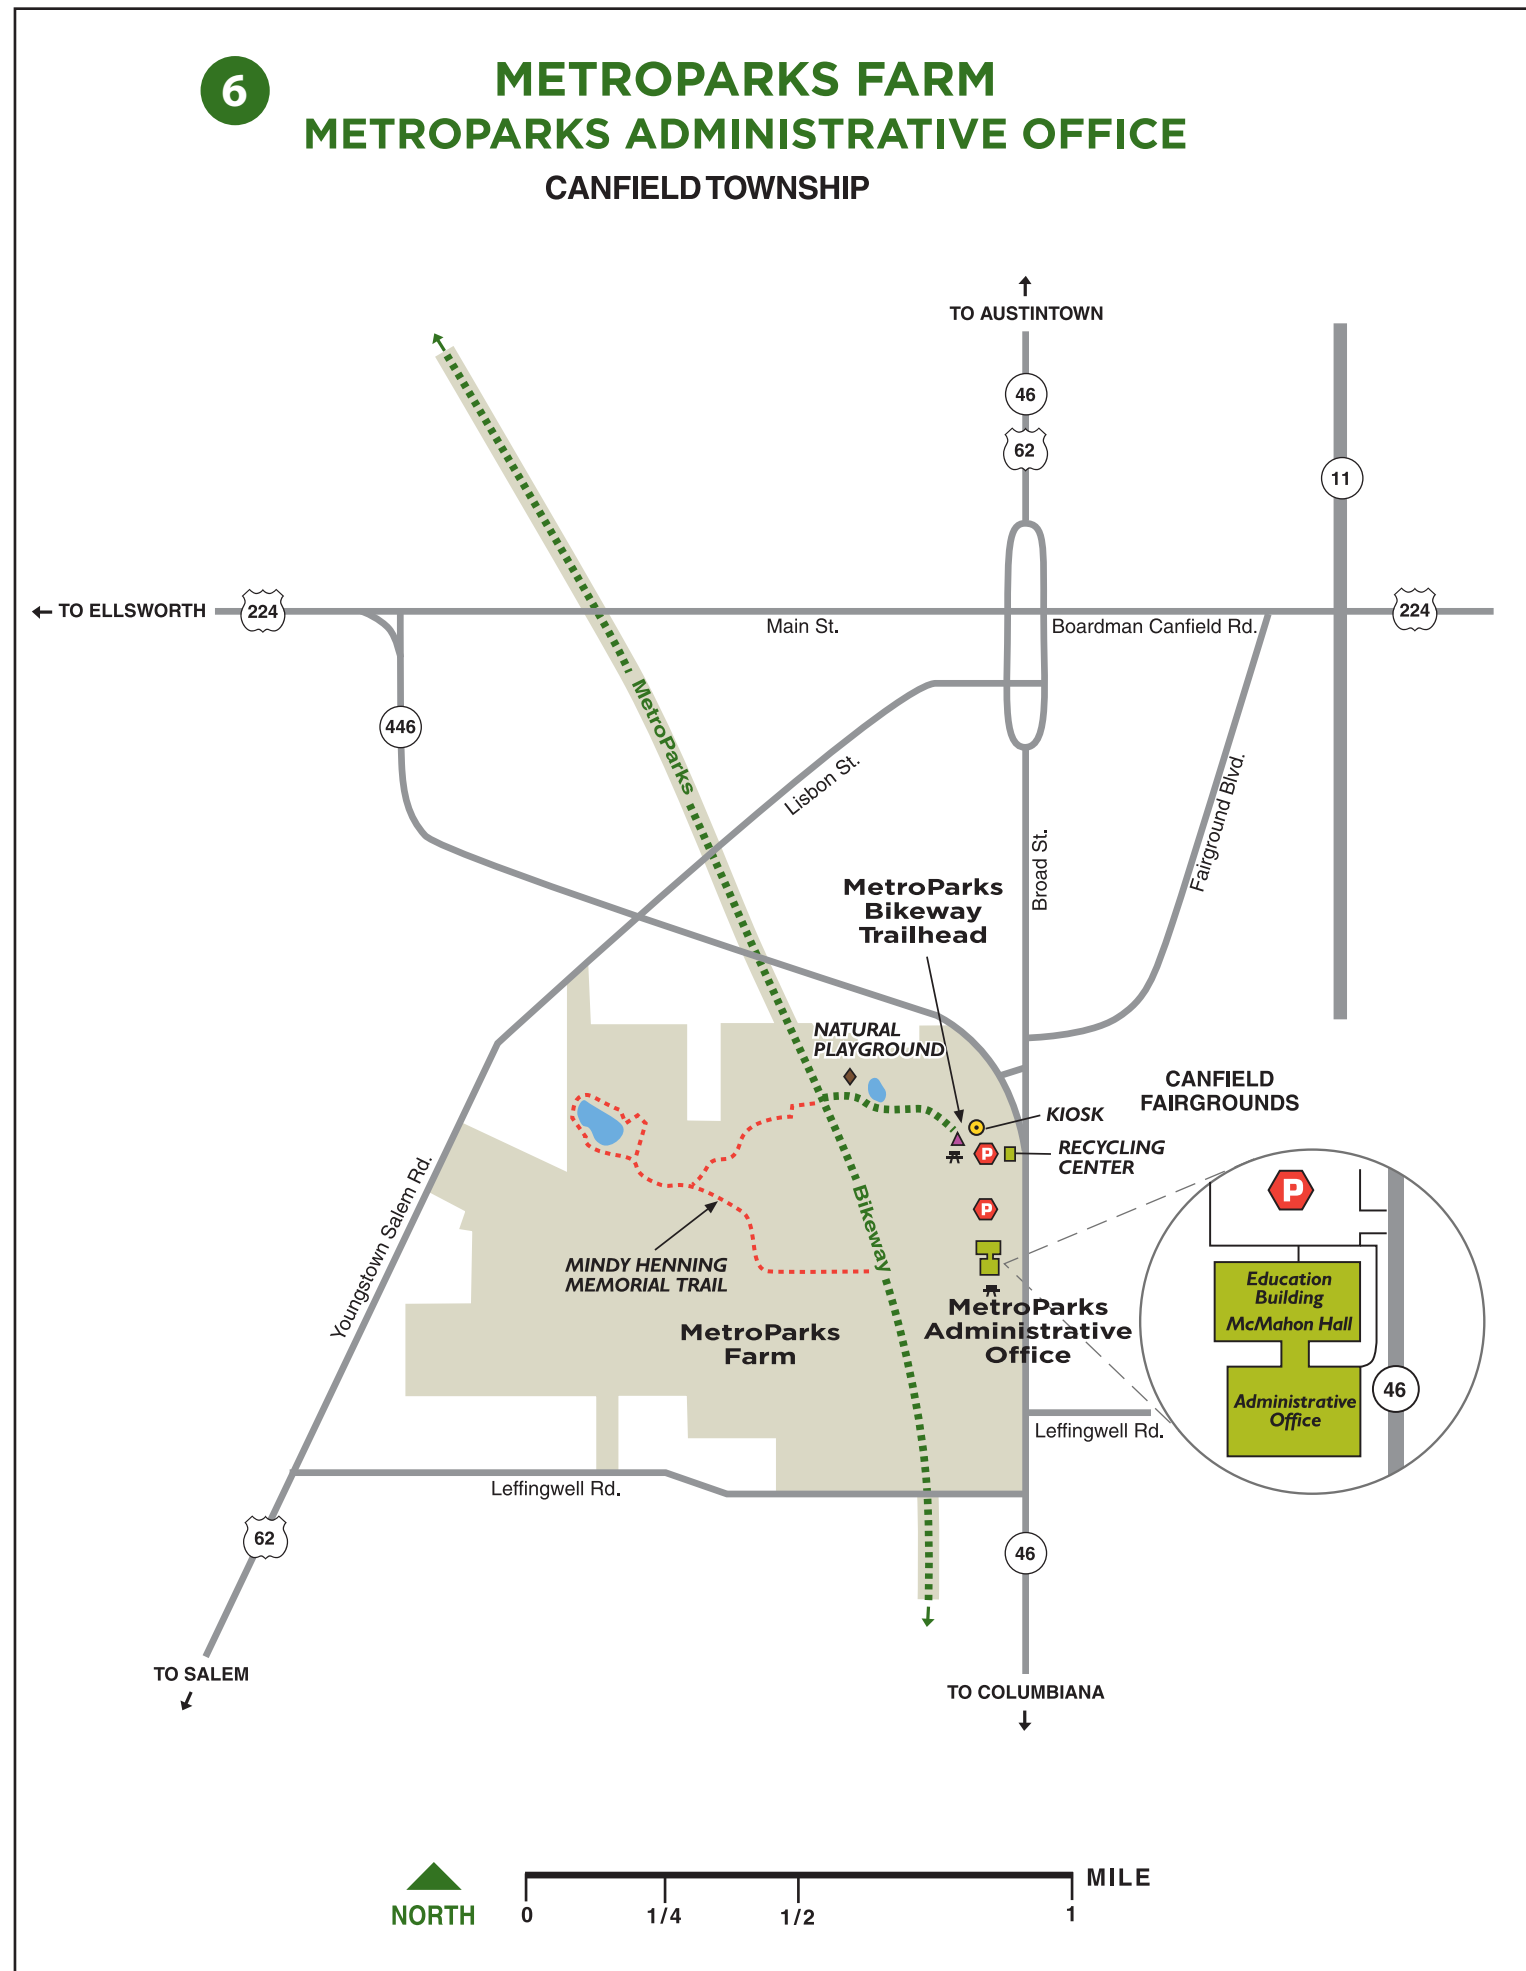 6
METROPARKS FARM
METROPARKS ADMINISTRATIVE OFFICE
CANFIELD TOWNSHIP
TO AUSTINTOWN
46
62
11
TO ELLSWORTH
224
224
Main St.
Boardman Canfield Rd.
MetroParks
446
Lisbon St.
Broad St.
Fairground Blvd.
MetroParks
Bikeway
Trailhead
NATURAL
PLAYGROUND
CANFIELD
FAIRGROUNDS
KIOSK
RECYCLING
CENTER
P
P
P
Youngstown Salem Rd.
Bikeway
MINDY HENNING
MEMORIAL TRAIL
MetroParks
Farm
MetroParks
Administrative
Office
Education
Building
McMahon Hall
Administrative
Office
46
Leffingwell Rd.
Leffingwell Rd.
62
46
TO SALEM
TO COLUMBIANA
NORTH
0
1/4
1/2
1
MILE